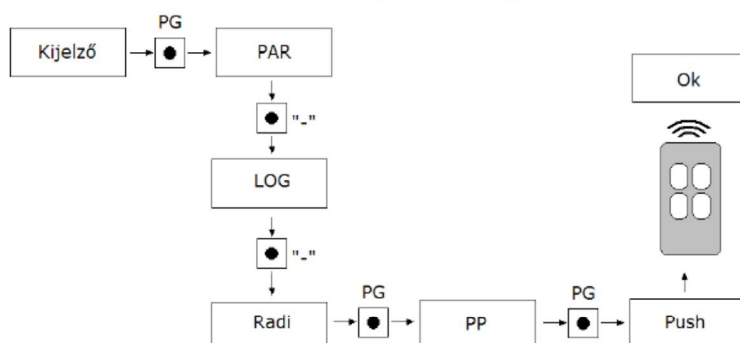 PG
Kijelző
PAR
"-"
LOG
"-"
Radi
PG
PP
PG
Push
Ok